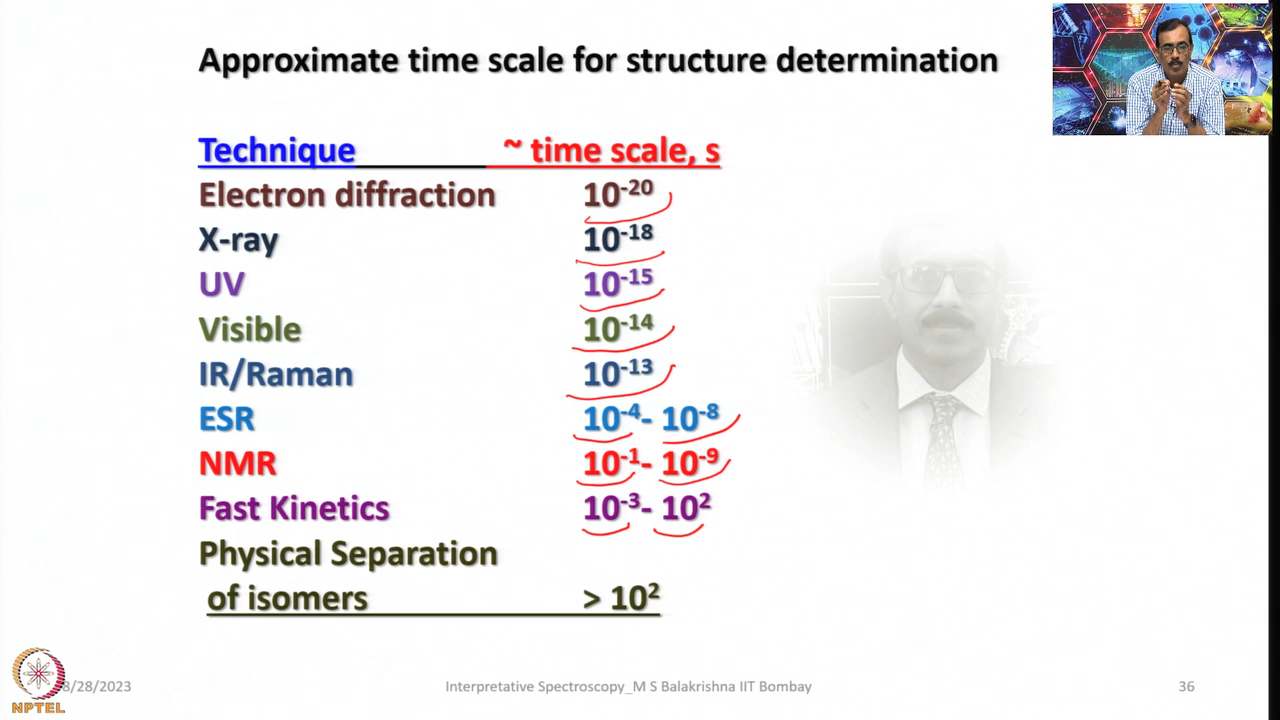 Approximate time scale for structure determination
Technique ~ time scale, s
Electron diffraction 10⁻²⁰
X-ray 10⁻¹⁸
UV 10⁻¹⁵
Visible 10⁻¹⁴
IR/Raman 10⁻¹³
ESR 10⁻⁴- 10⁻⁸
NMR 10⁻¹- 10⁻⁹
Fast Kinetics 10⁻³- 10²
Physical Separation
of isomers > 10²
8/28/2023 Interpretative Spectroscopy_M S Balakrishna IIT Bombay 36
NPTEL